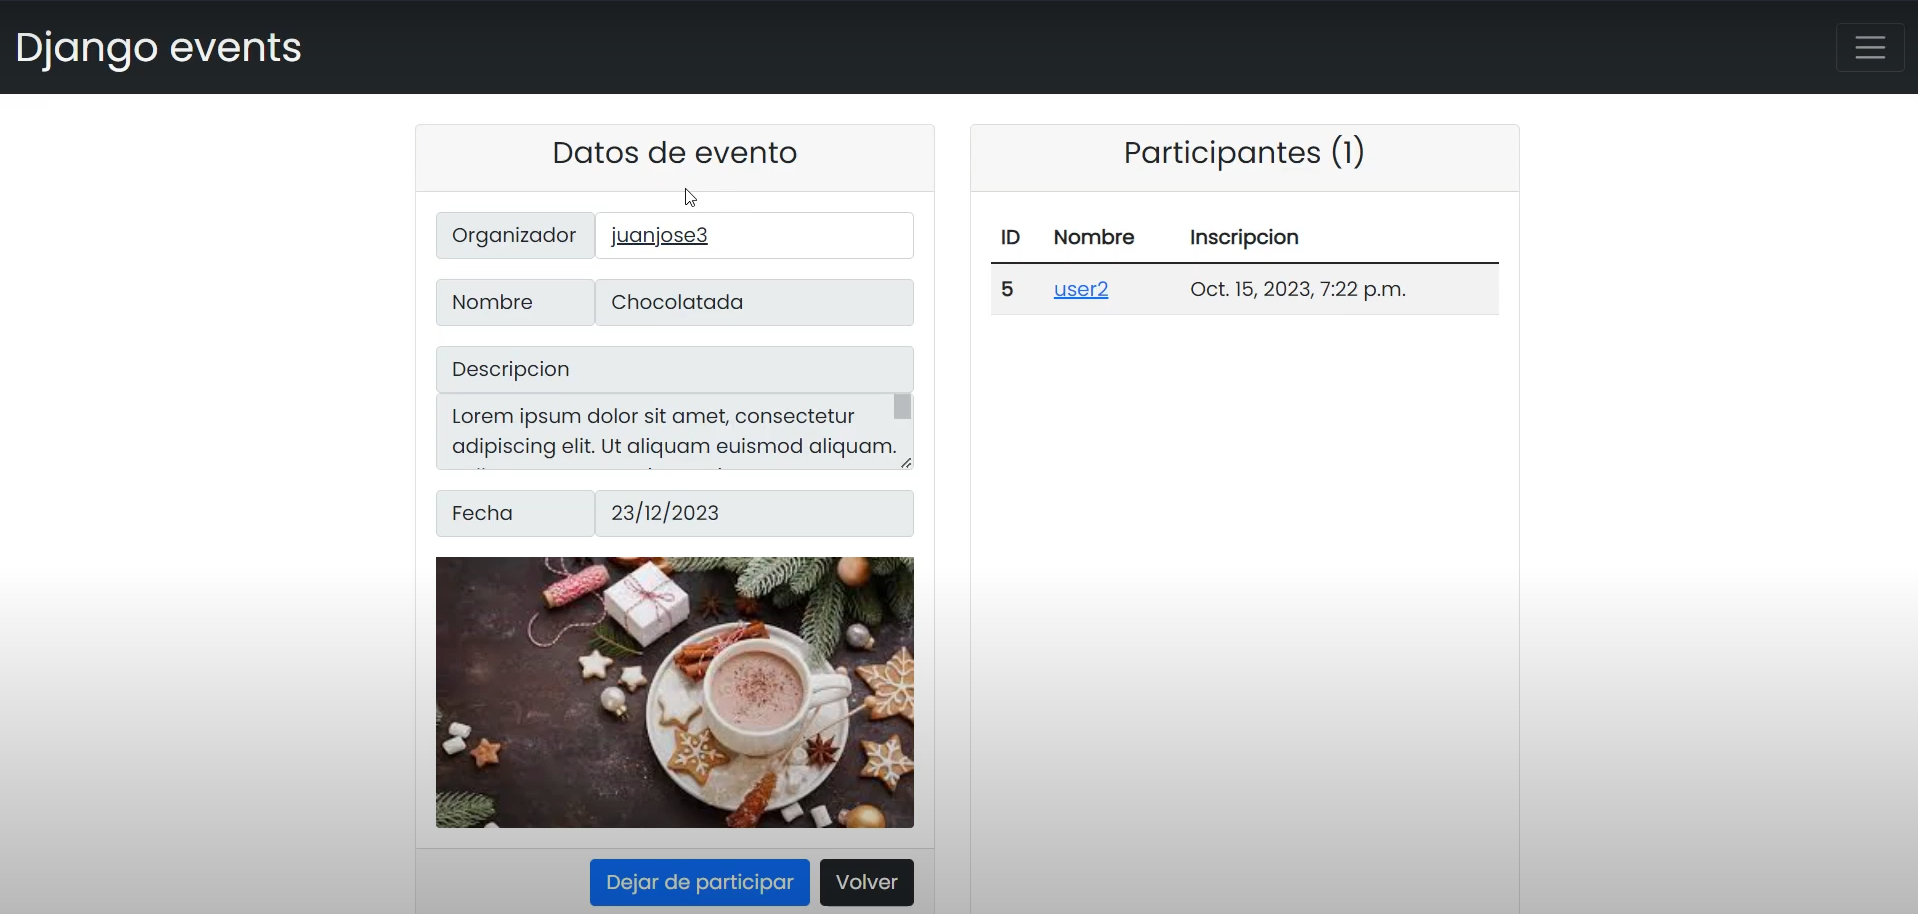 Django events
Datos de evento
Organizador juanjose3
Nombre Chocolatada
Descripcion
Lorem ipsum dolor sit amet, consectetur
adipiscing elit. Ut aliquam euismod aliquam.
Fecha 23/12/2023
Dejar de participar Volver
Participantes (1)
ID Nombre Inscripcion
5 user2 Oct. 15, 2023, 7:22 p.m.